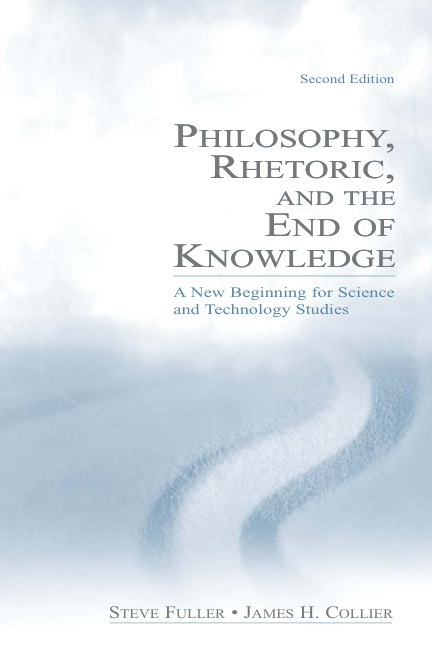 Second Edition
PHILOSOPHY,
RHETORIC,
AND THE
END OF
KNOWLEDGE
A New Beginning for Science
and Technology Studies
STEVE FULLER • JAMES H. COLLIER